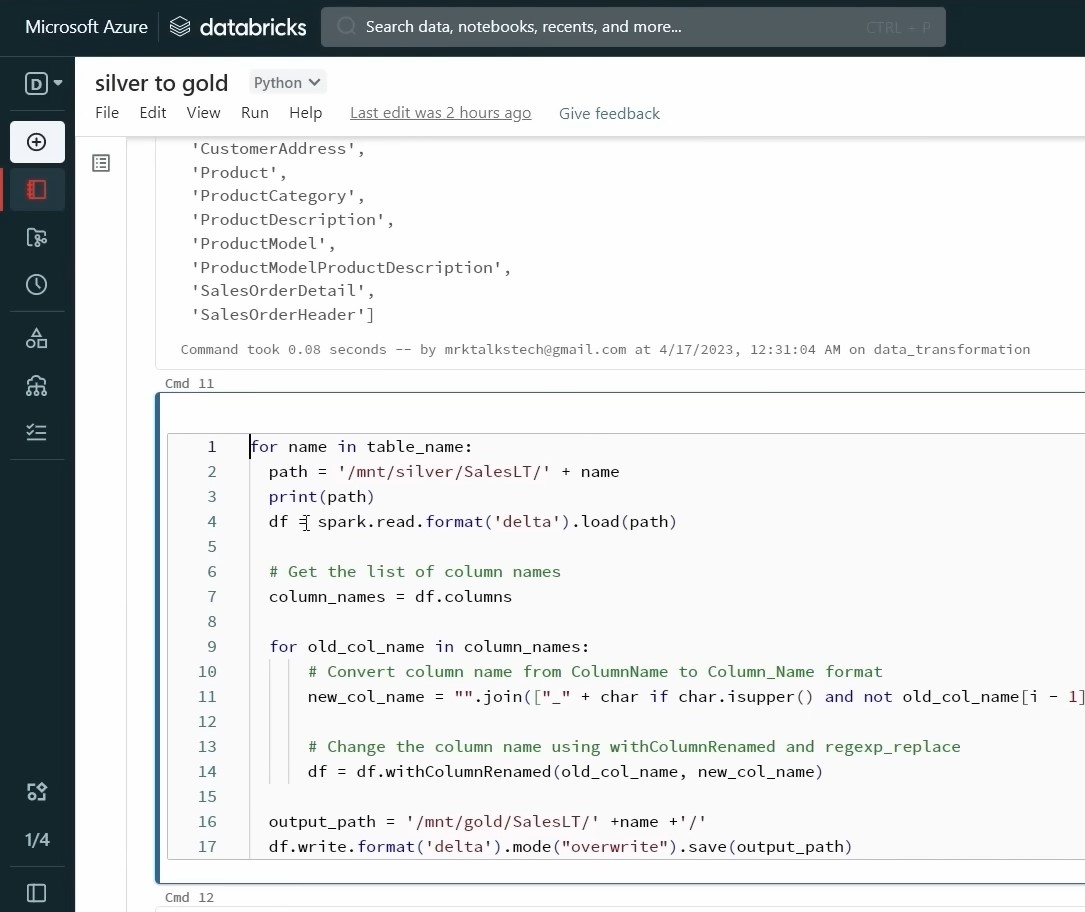 Microsoft Azure databricks Search data, notebooks, recents, and more... CTRL + P
D silver to gold Python
File Edit View Run Help Last edit was 2 hours ago Give feedback
'CustomerAddress',
'Product',
'ProductCategory',
'ProductDescription',
'ProductModel',
'ProductModelProductDescription',
'SalesOrderDetail',
'SalesOrderHeader']
Command took 0.08 seconds -- by mrktalkstech@gmail.com at 4/17/2023, 12:31:04 AM on data_transformation
Cmd 11
1 for name in table_name:
2 path = '/mnt/silver/SalesLT/' + name
3 print(path)
4 df = spark.read.format('delta').load(path)
5
6 # Get the list of column names
7 column_names = df.columns
8
9 for old_col_name in column_names:
10 # Convert column name from ColumnName to Column_Name format
11 new_col_name = "".join(["_" + char if char.isupper() and not old_col_name[i - 1]
12
13 # Change the column name using withColumnRenamed and regexp_replace
14 df = df.withColumnRenamed(old_col_name, new_col_name)
15
16 output_path = '/mnt/gold/SalesLT/' +name +'/'
17 df.write.format('delta').mode("overwrite").save(output_path)
1/4
Cmd 12